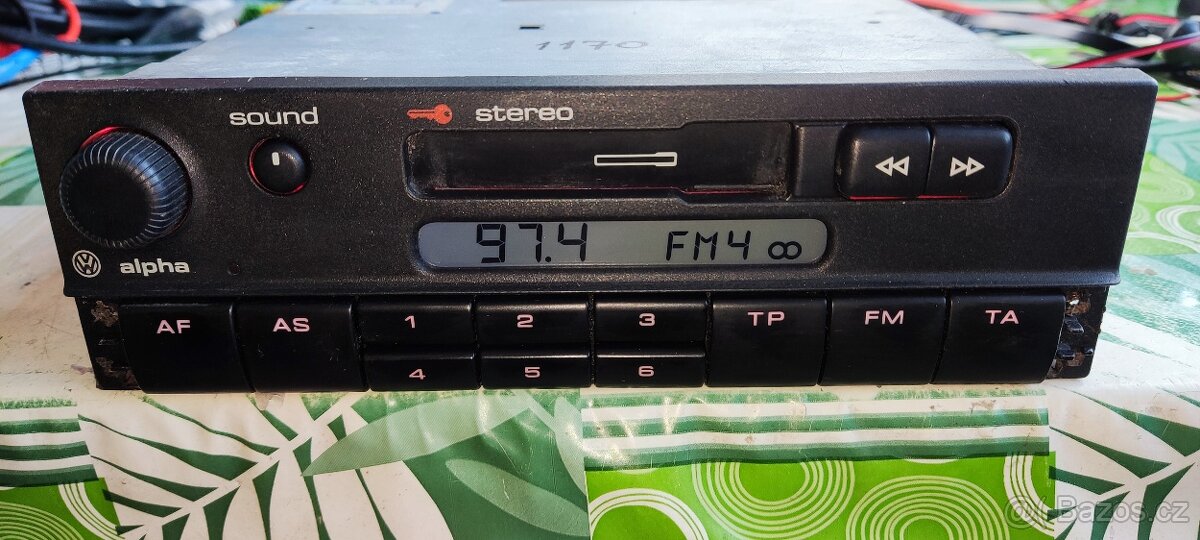 1170
sound
stereo
97.4 FM4
alpha
AF AS 1 2 3 TP FM TA
4 5 6
Bazos.cz